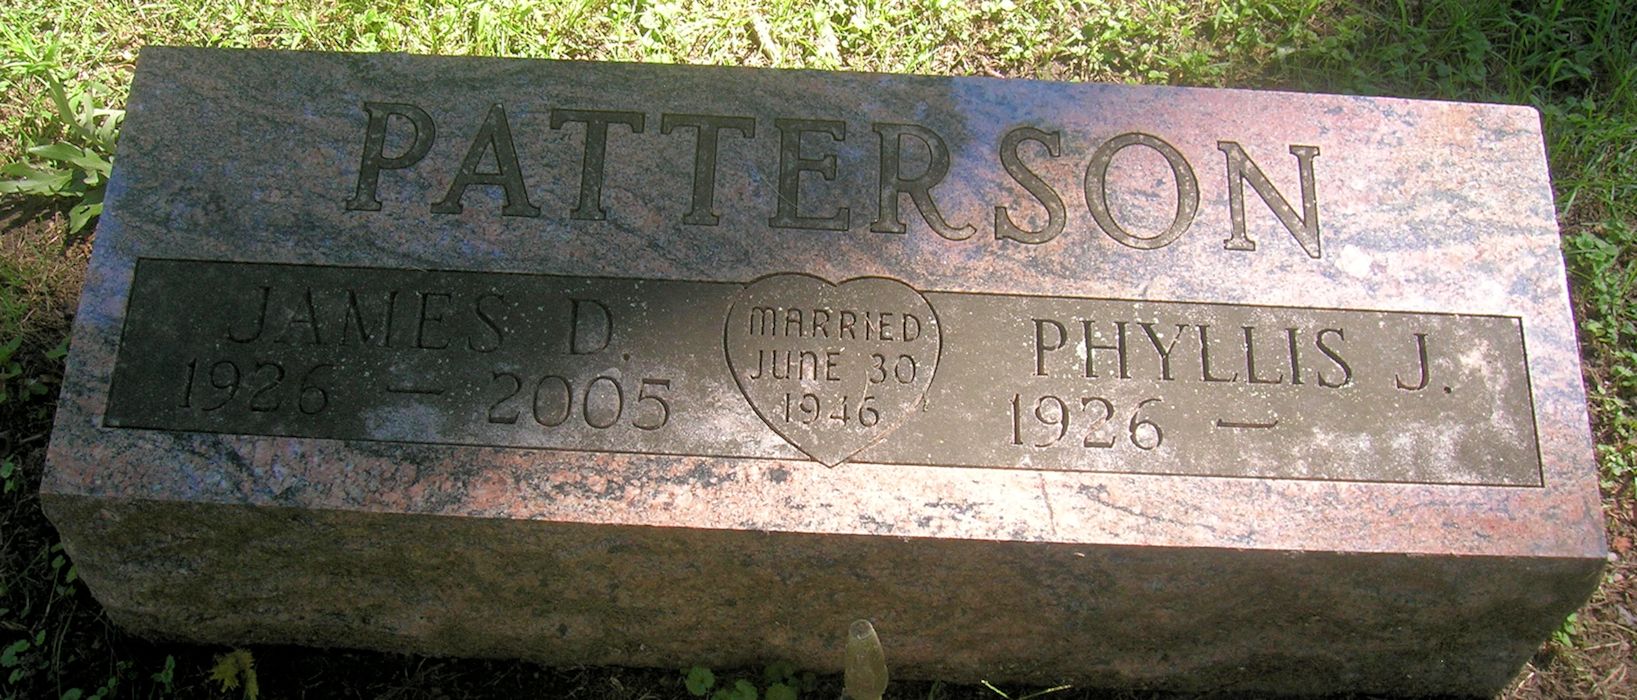 PATTERSON
JAMES D.
1926 – 2005
MARRIED
JUNE 30
1946
PHYLLIS J.
1926 –